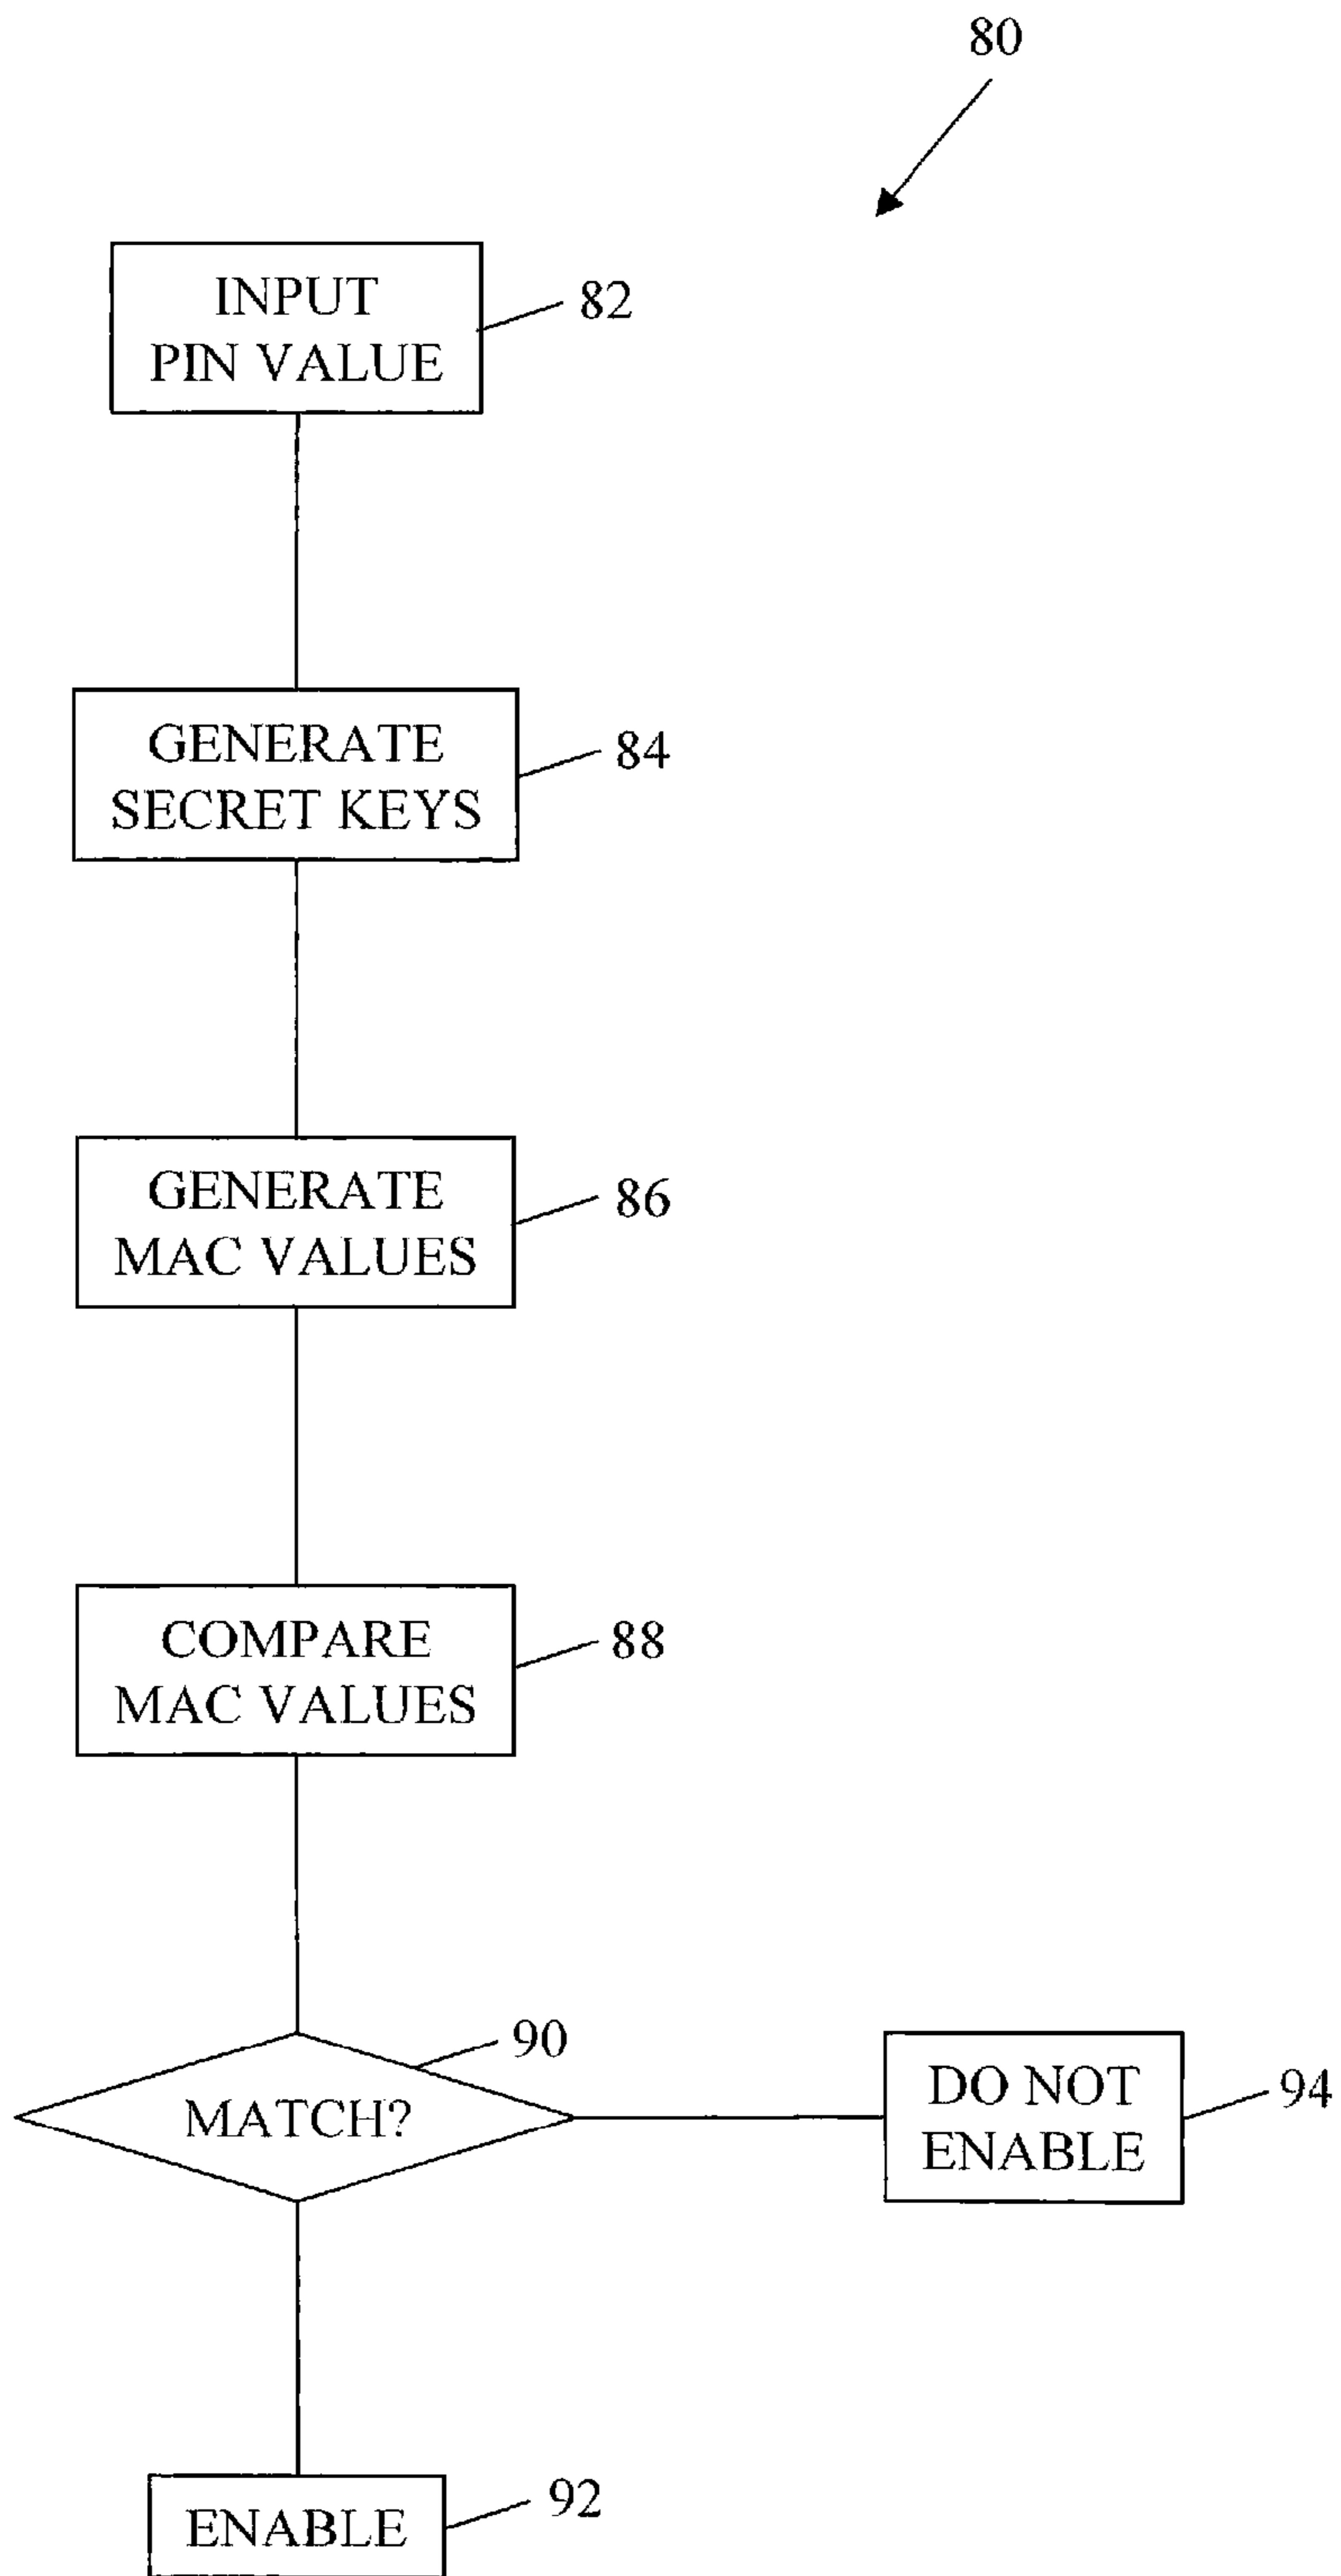 80
INPUT
PIN VALUE
82
GENERATE
SECRET KEYS
84
GENERATE
MAC VALUES
86
COMPARE
MAC VALUES
88
MATCH?
90
DO NOT
ENABLE
94
ENABLE
92